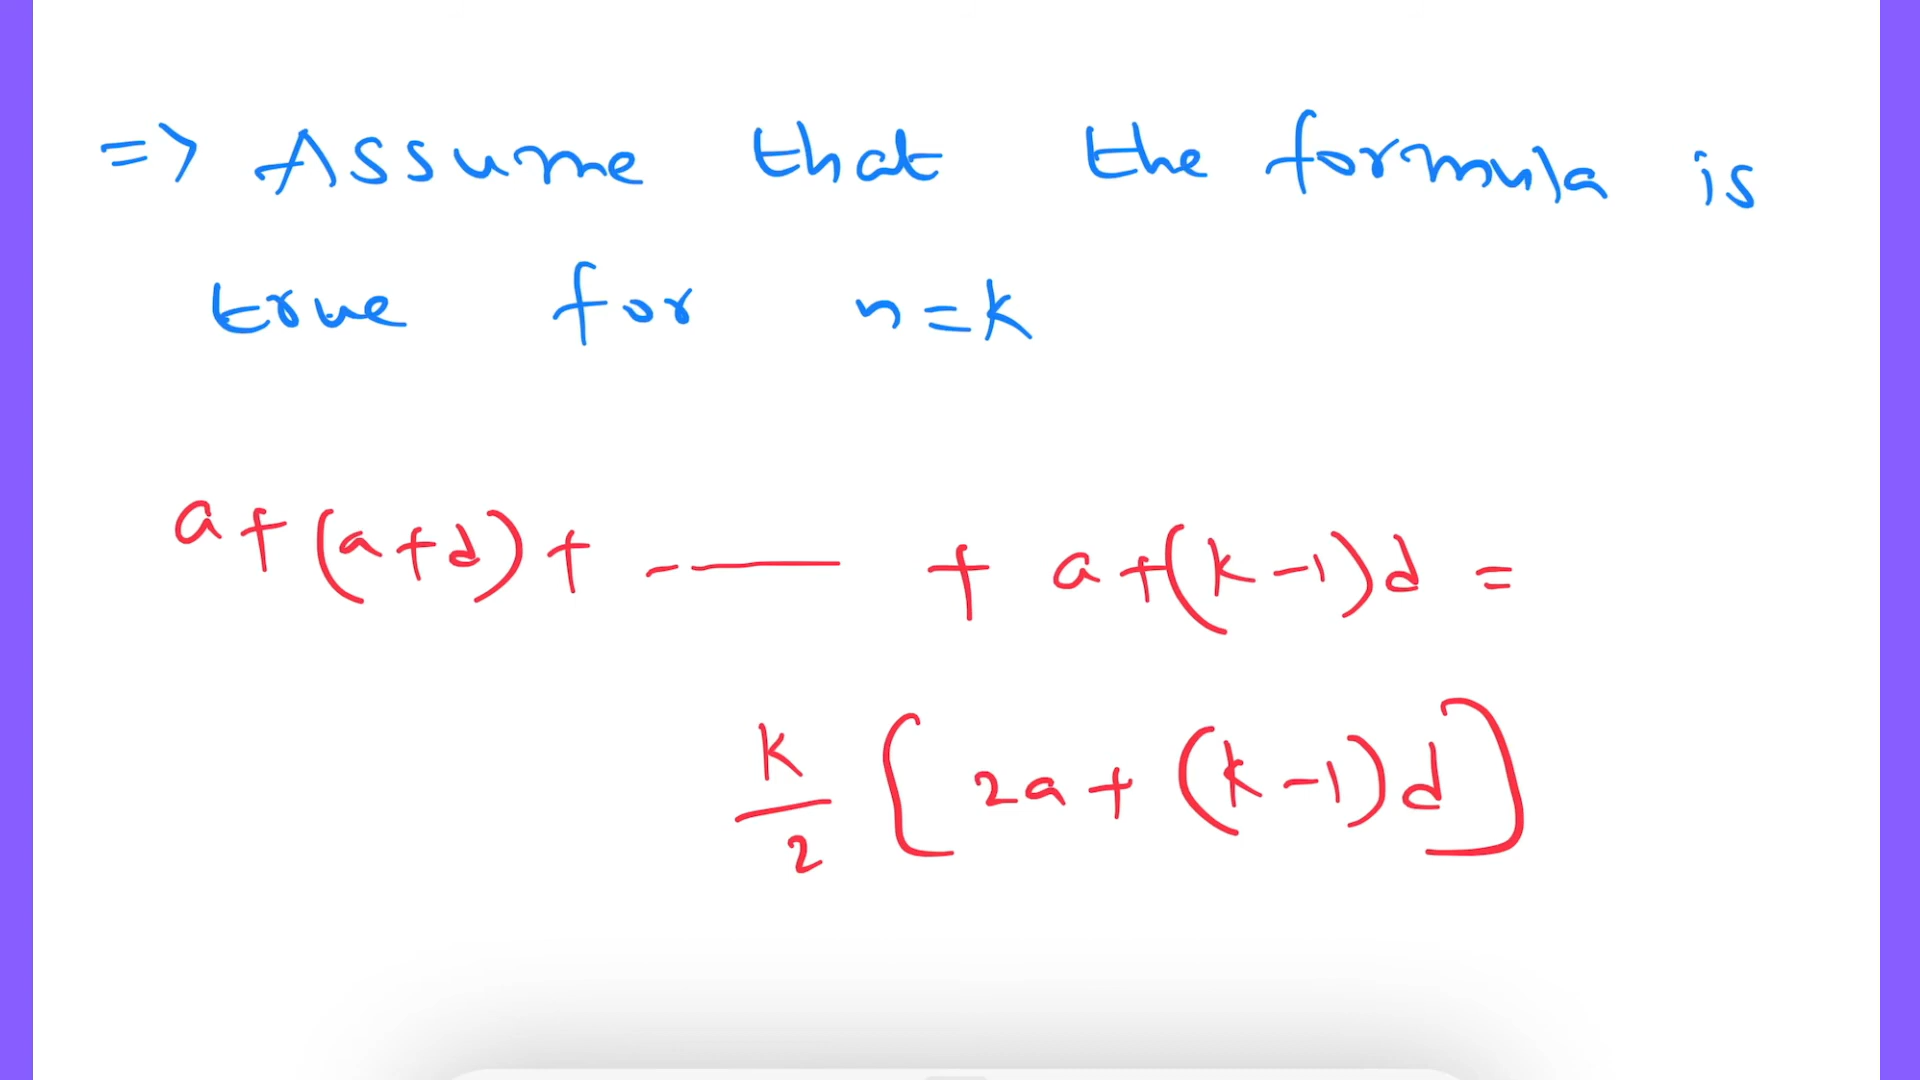 => Assume that the formula is
true for n=k
a+(a+d)+ ------ + a+(k-1)d =
k/2 [2a+(k-1)d]